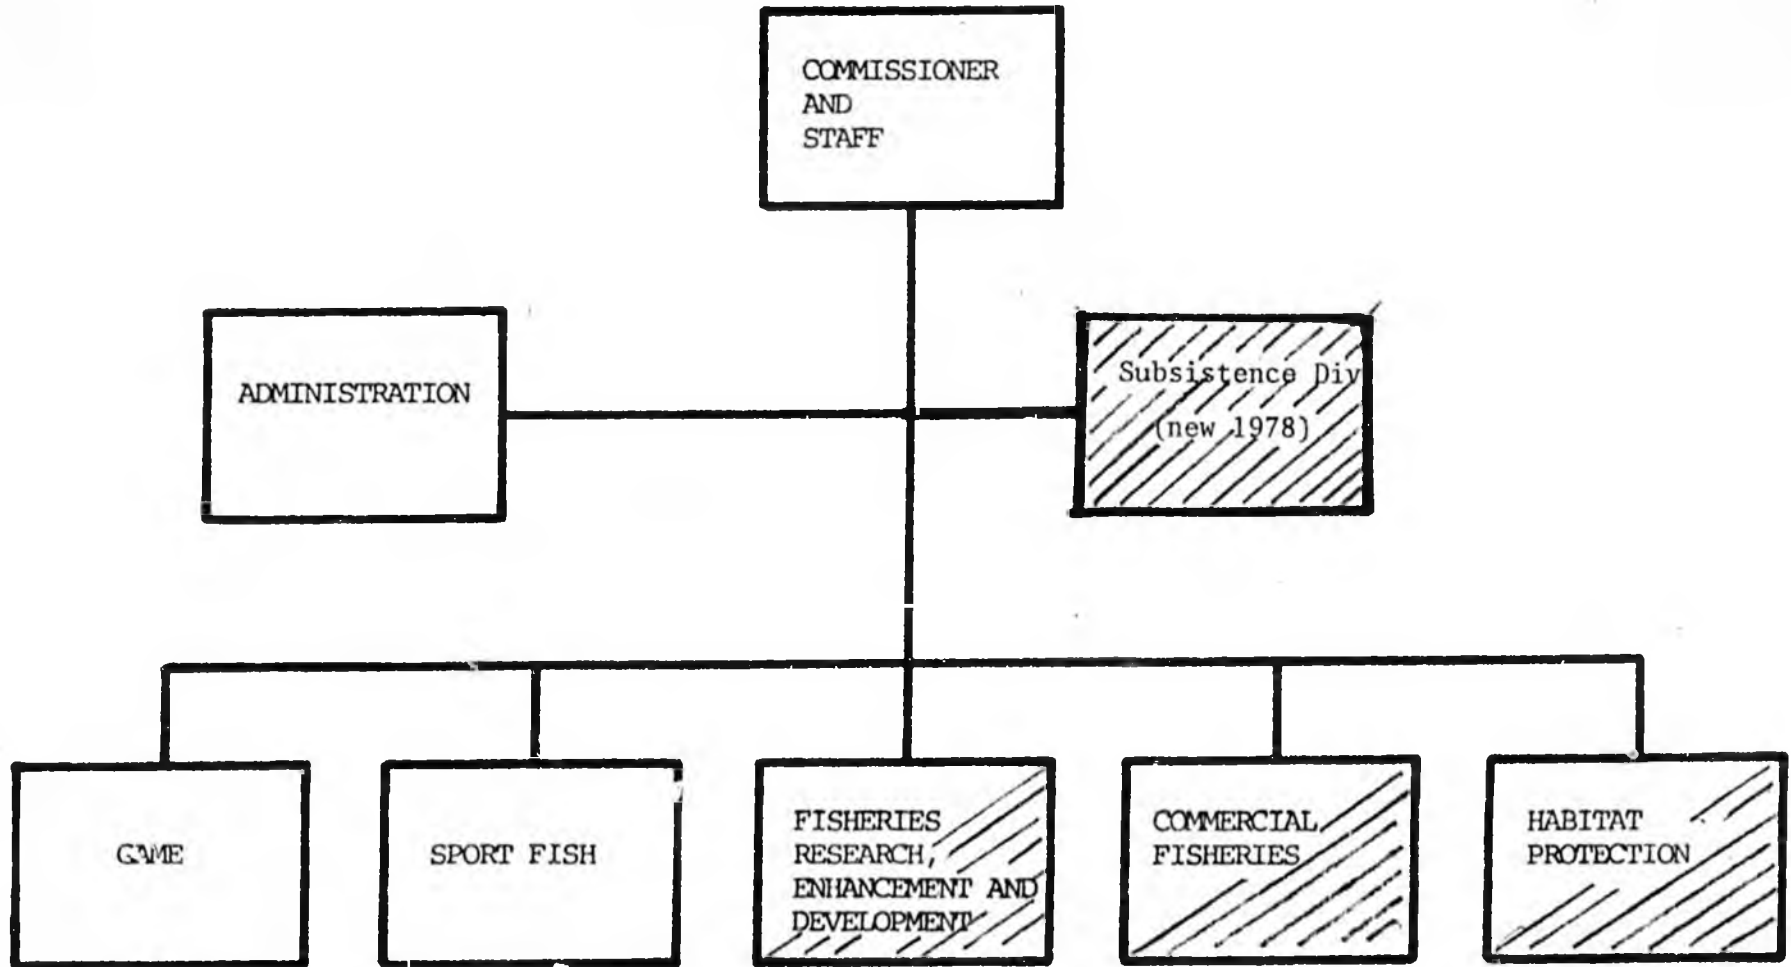 COMMISSIONER
AND
STAFF
ADMINISTRATION
Subsistence Div
(new 1978)
GAME
SPORT FISH
FISHERIES
RESEARCH,
ENHANCEMENT AND
DEVELOPMENT
COMMERCIAL
FISHERIES
HABITAT
PROTECTION